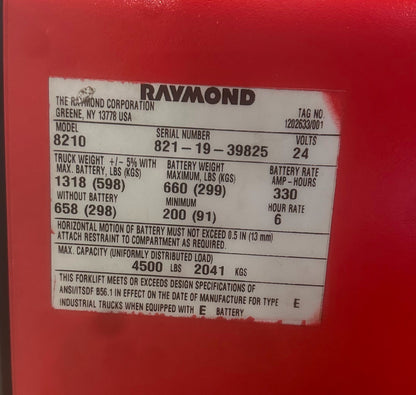 RAYMOND
THE RAYMOND CORPORATION
GREENE, NY 13778 USA
TAG NO.
1202633/001
MODEL SERIAL NUMBER VOLTS
8210 821-19-39825 24
TRUCK WEIGHT +/- 5% WITH BATTERY WEIGHT BATTERY RATE
MAX. BATTERY, LBS (KGS) MAXIMUM, LBS (KGS) AMP-HOURS
1318 (598) 660 (299) 330
WITHOUT BATTERY MINIMUM HOUR RATE
658 (298) 200 (91) 6
HORIZONTAL MOTION OF BATTERY MUST NOT EXCEED 0.5 IN (13 mm)
ATTACH RESTRAINT TO COMPARTMENT AS REQUIRED.
MAX. CAPACITY (UNIFORMLY DISTRIBUTED LOAD)
4500 LBS 2041 KGS
THIS FORKLIFT MEETS OR EXCEEDS DESIGN SPECIFICATIONS OF
ANSI/ITSDF B56.1 IN EFFECT ON THE DATE OF MANUFACTURE FOR TYPE E
INDUSTRIAL TRUCKS WHEN EQUIPPED WITH E BATTERY